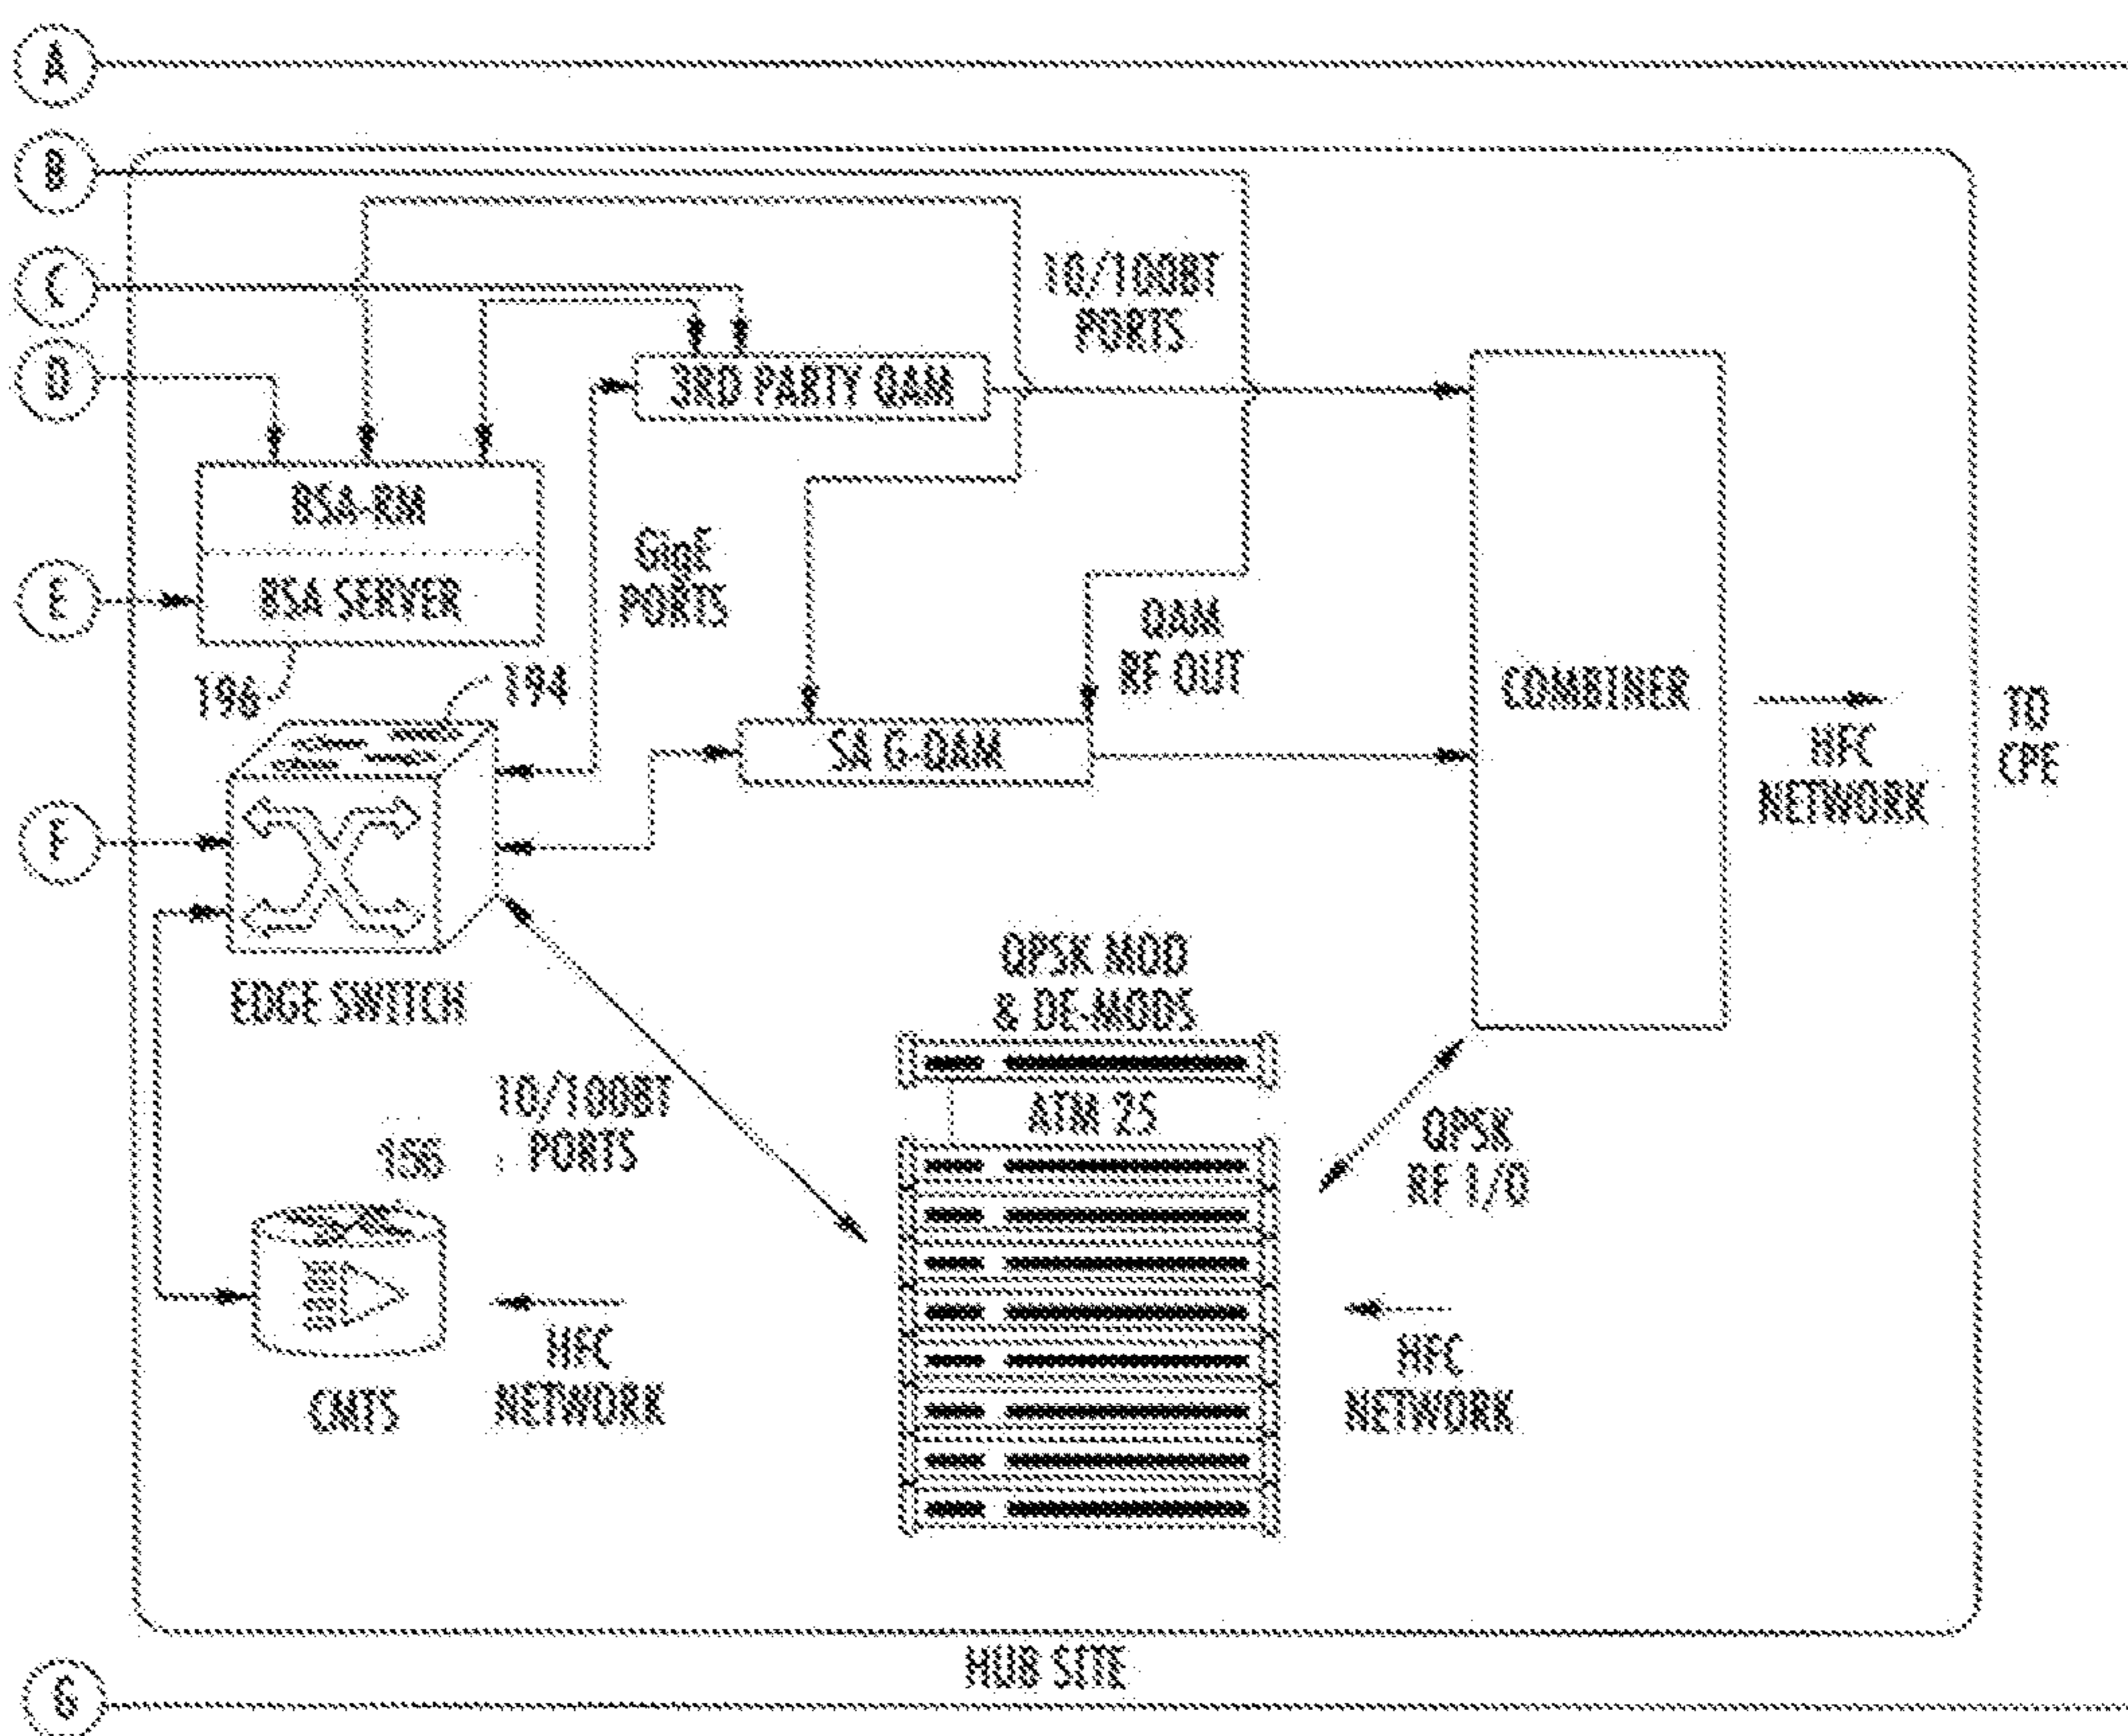 A
B
C
D
E
F
G
10/100BT
PORTS
3RD PARTY QAM
BSA-RM
BSA SERVER
GigE
PORTS
196
194
QAM
RF OUT
SA G-QAM
COMBINER
HFC
NETWORK
TO
CPE
EDGE SWITCH
QPSK MOD
& DE-MODS
ATM 25
10/100BT
PORTS
QPSK
RF I/O
HFC
NETWORK
CMTS
HFC
NETWORK
HUB SITE